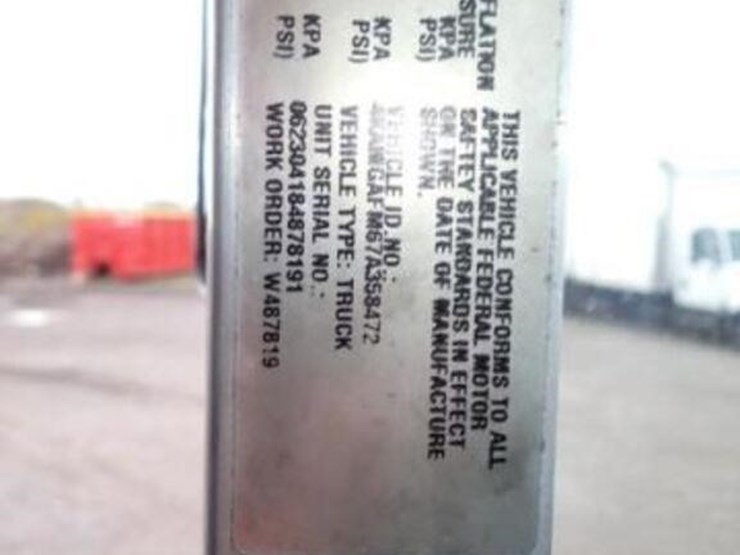 FLATION
SURE
KPA
PSI)
KPA
PSI)
KPA
PSI)
THIS VEHICLE CONFORMS TO ALL
APPLICABLE FEDERAL MOTOR
SAFTEY STANDARDS IN EFFECT
ON THE DATE OF MANUFACTURE
SHOWN.
VEHICLE ID NO.:
VEHICLE TYPE: TRUCK
UNIT SERIAL NO.:
062304184878191
WORK ORDER: W487819